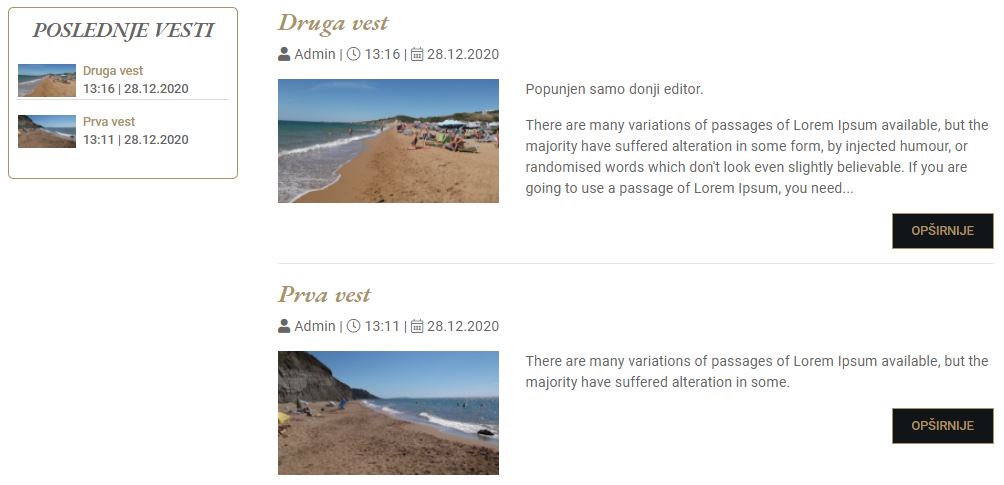 POSLEDNJE VESTI
Druga vest
13:16 | 28.12.2020
Prva vest
13:11 | 28.12.2020
Druga vest
Admin | 13:16 | 28.12.2020
Popunjen samo donji editor.
There are many variations of passages of Lorem Ipsum available, but the
majority have suffered alteration in some form, by injected humour, or
randomised words which don't look even slightly believable. If you are
going to use a passage of Lorem Ipsum, you need...
OPŠIRNIJE
Prva vest
Admin | 13:11 | 28.12.2020
There are many variations of passages of Lorem Ipsum available, but the
majority have suffered alteration in some.
OPŠIRNIJE